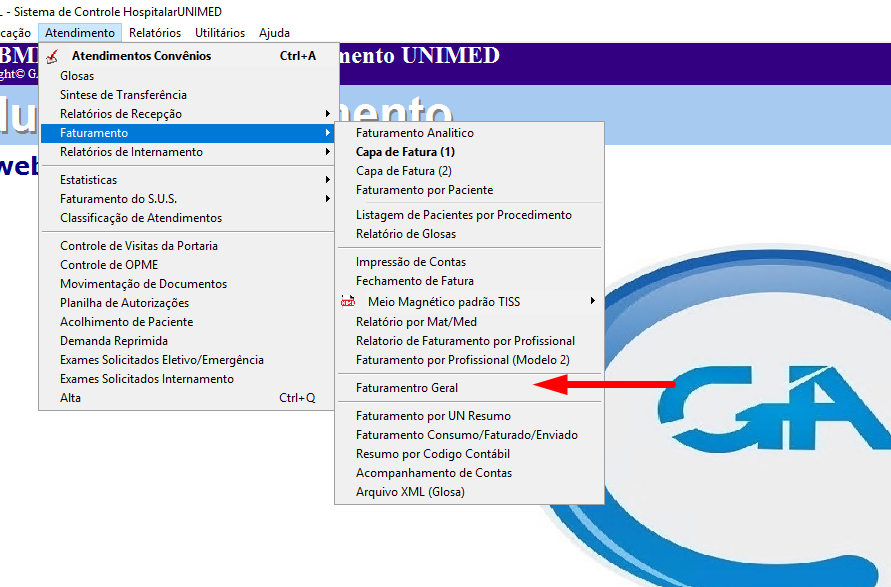 - Sistema de Controle HospitalarUNIMED
cação Atendimento Relatórios Utilitários Ajuda
mento UNIMED
ght© G
mento
web
Atendimentos Convênios Ctrl+A
Glosas
Sintese de Transferência
Relatórios de Recepção
Faturamento
Relatórios de Internamento
Estatisticas
Faturamento do S.U.S.
Classificação de Atendimentos
Controle de Visitas da Portaria
Controle de OPME
Movimentação de Documentos
Planilha de Autorizações
Acolhimento de Paciente
Demanda Reprimida
Exames Solicitados Eletivo/Emergência
Exames Solicitados Internamento
Alta Ctrl+Q
Faturamento Analitico
Capa de Fatura (1)
Capa de Fatura (2)
Faturamento por Paciente
Listagem de Pacientes por Procedimento
Relatório de Glosas
Impressão de Contas
Fechamento de Fatura
Meio Magnético padrão TISS
Relatório por Mat/Med
Relatorio de Faturamento por Profissional
Faturamento por Profissional (Modelo 2)
Faturamentro Geral
Faturamento por UN Resumo
Faturamento Consumo/Faturado/Enviado
Resumo por Codigo Contábil
Acompanhamento de Contas
Arquivo XML (Glosa)
GIA